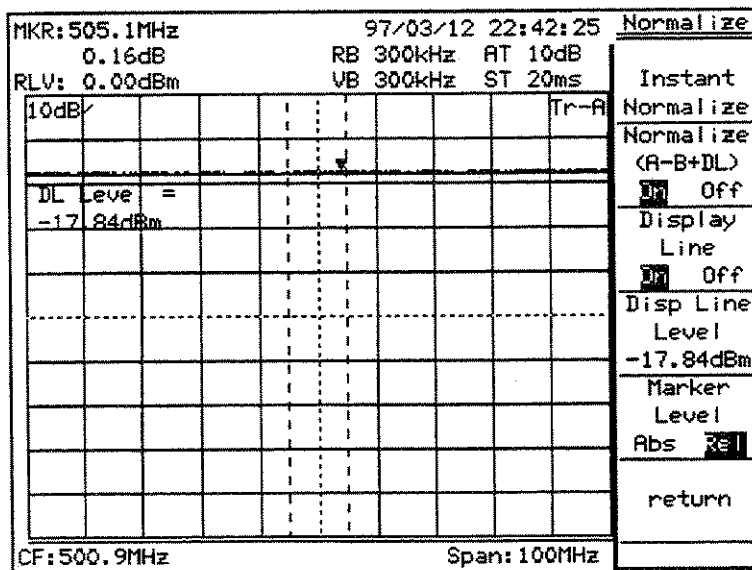 MKR:505.1MHz 97/03/12 22:42:25
0.16dB RB 300kHz AT 10dB
RLV: 0.00dBm VB 300kHz ST 20ms
10dB/ Tr-A
DL Level =
-17.84dBm
CF:500.9MHz Span:100MHz
Normalize
Instant
Normalize
Normalize
(A-B+DL)
On Off
Display
Line
On Off
Disp Line
Level
-17.84dBm
Marker
Level
Abs Rel
return